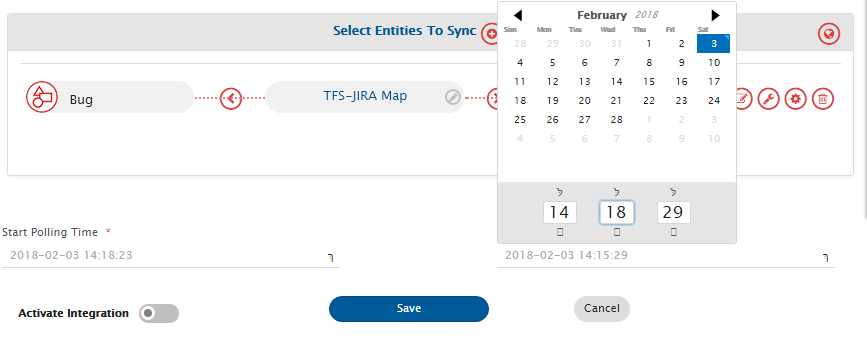 February 2018
Sun Mon Tue Wed Thu Fri Sat
28 29 30 31 1 2 3
4 5 6 7 8 9 10
11 12 13 14 15 16 17
18 19 20 21 22 23 24
25 26 27 28 1 2 3
4 5 6 7 8 9 10
14 18 29
Select Entities To Sync
Bug
TFS-JIRA Map
Start Polling Time *
2018-02-03 14:18:23
2018-02-03 14:15:29
Activate Integration
Save
Cancel